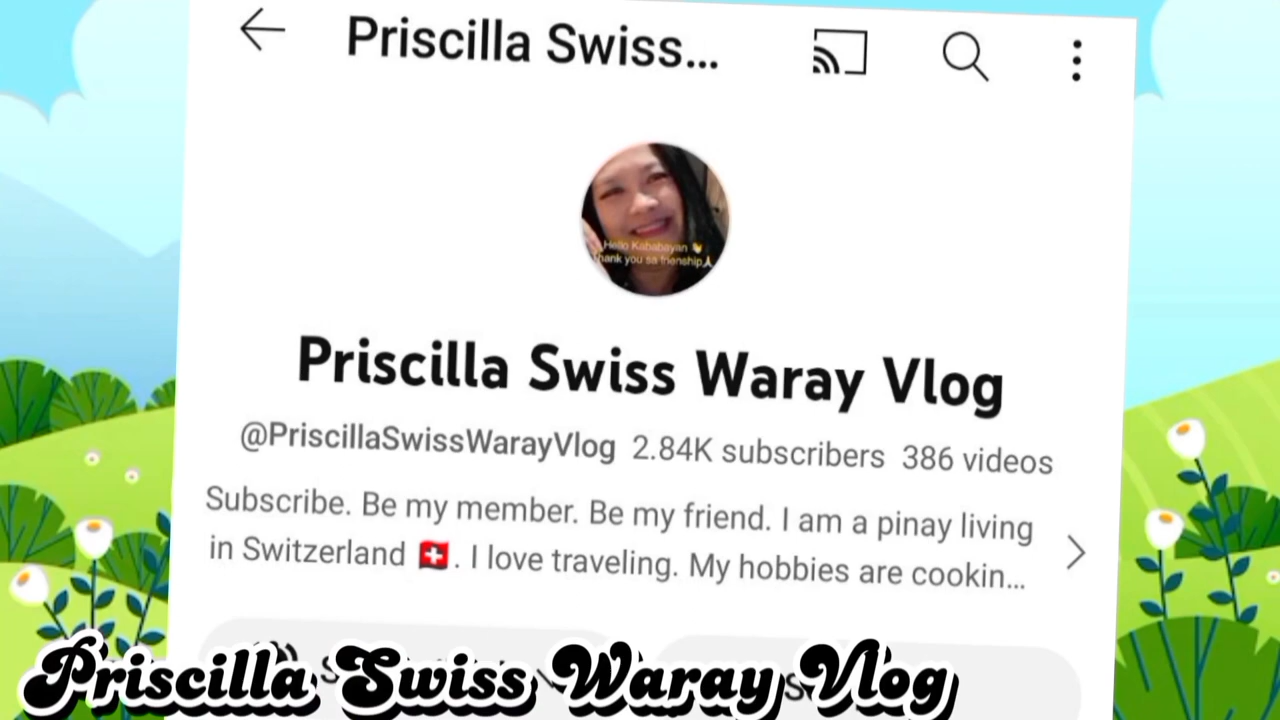 Priscilla Swiss...
Hello Kababayan 👋
hank you sa frienship🙏
Priscilla Swiss Waray Vlog
@PriscillaSwissWarayVlog 2.84K subscribers 386 videos
Subscribe. Be my member. Be my friend. I am a pinay living
in Switzerland 🇨🇭. I love traveling. My hobbies are cookin...
Priscilla Swiss Waray Vlog